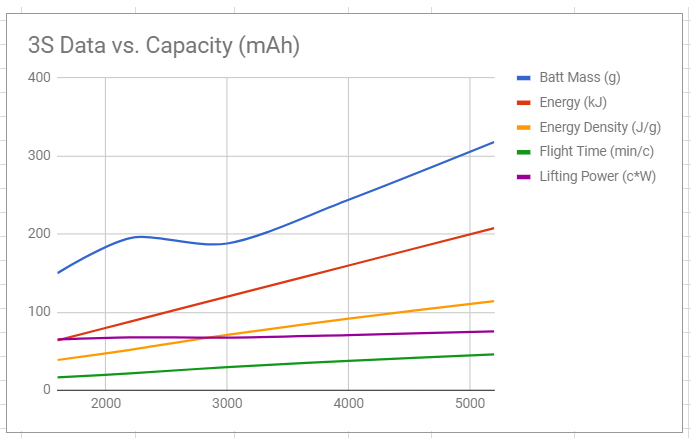 3S Data vs. Capacity (mAh)
400
300
200
100
0
2000
3000
4000
5000
Batt Mass (g)
Energy (kJ)
Energy Density (J/g)
Flight Time (min/c)
Lifting Power (c*W)